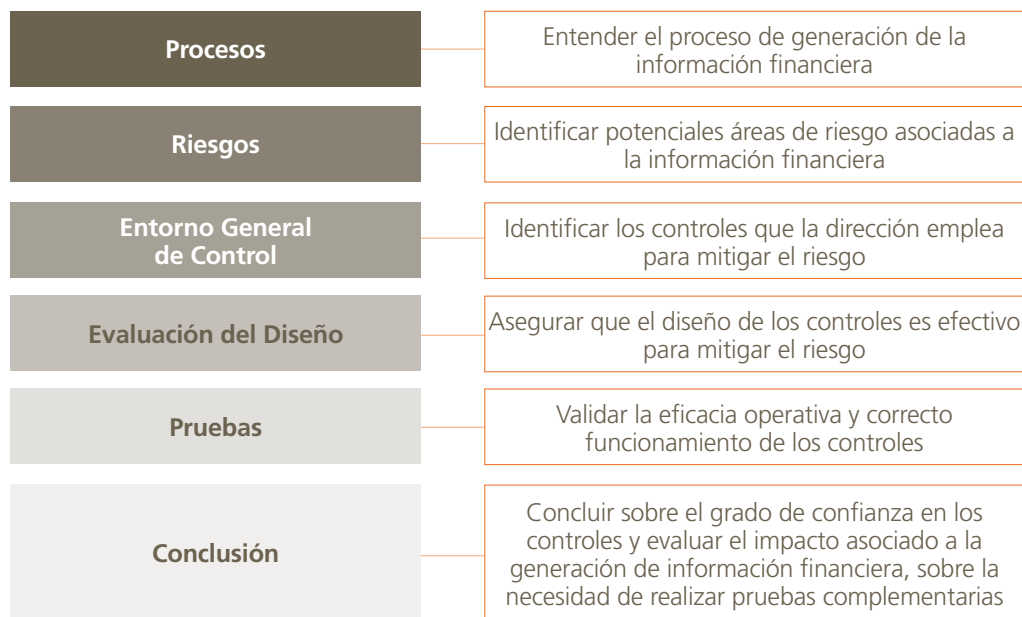 Procesos
Entender el proceso de generación de la
información financiera
Riesgos
Identificar potenciales áreas de riesgo asociadas a
la información financiera
Entorno General
de Control
Identificar los controles que la dirección emplea
para mitigar el riesgo
Evaluación del Diseño
Asegurar que el diseño de los controles es efectivo
para mitigar el riesgo
Pruebas
Validar la eficacia operativa y correcto
funcionamiento de los controles
Conclusión
Concluir sobre el grado de confianza en los
controles y evaluar el impacto asociado a la
generación de información financiera, sobre la
necesidad de realizar pruebas complementarias